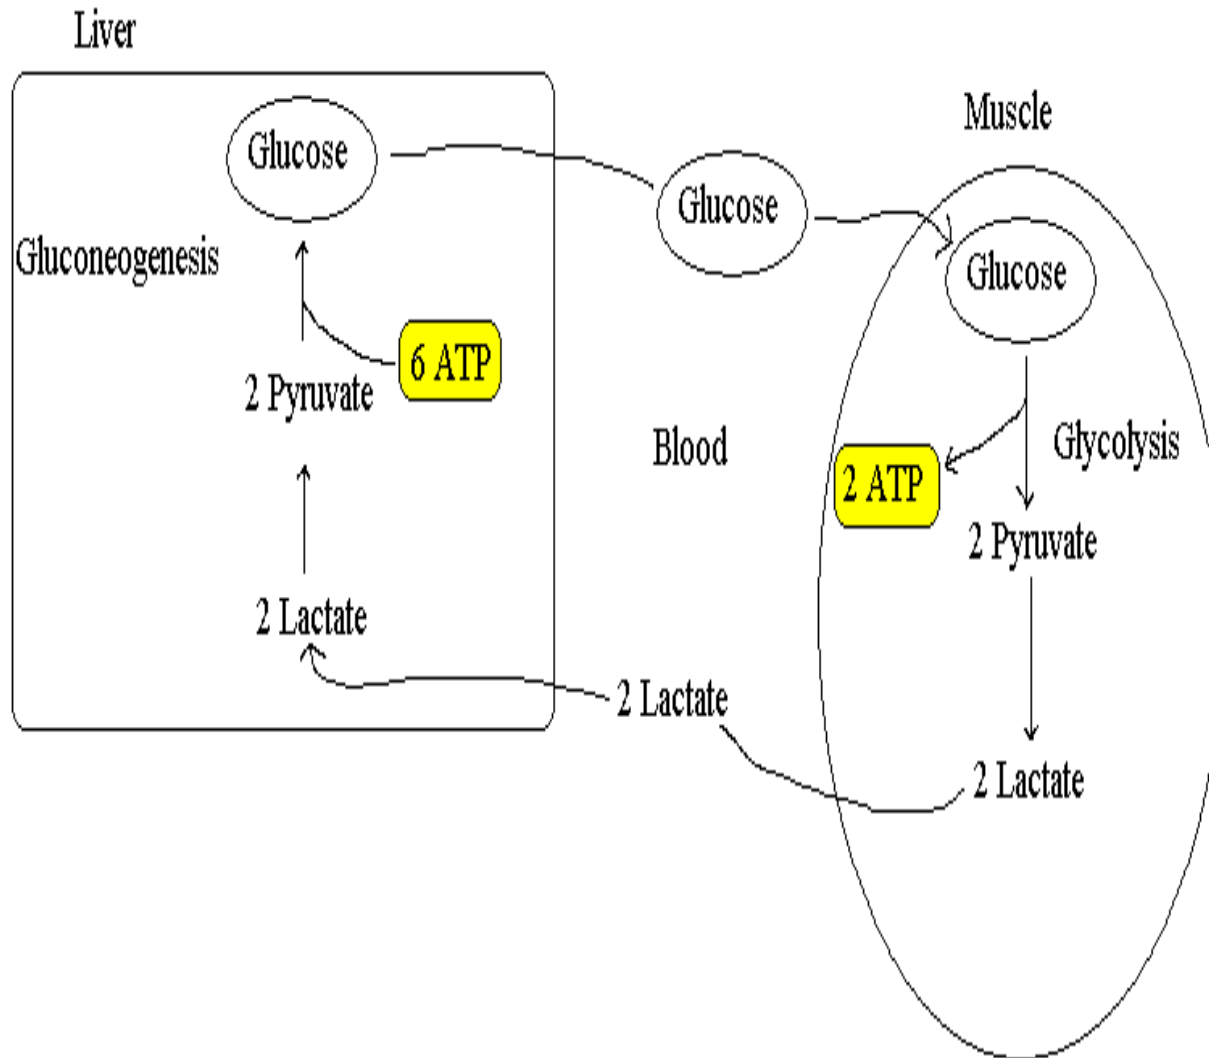 Liver
Muscle
Glucose
Glucose
Glucose
Gluconeogenesis
6 ATP
2 Pyruvate
Blood
Glycolysis
2 ATP
2 Pyruvate
2 Lactate
2 Lactate
2 Lactate